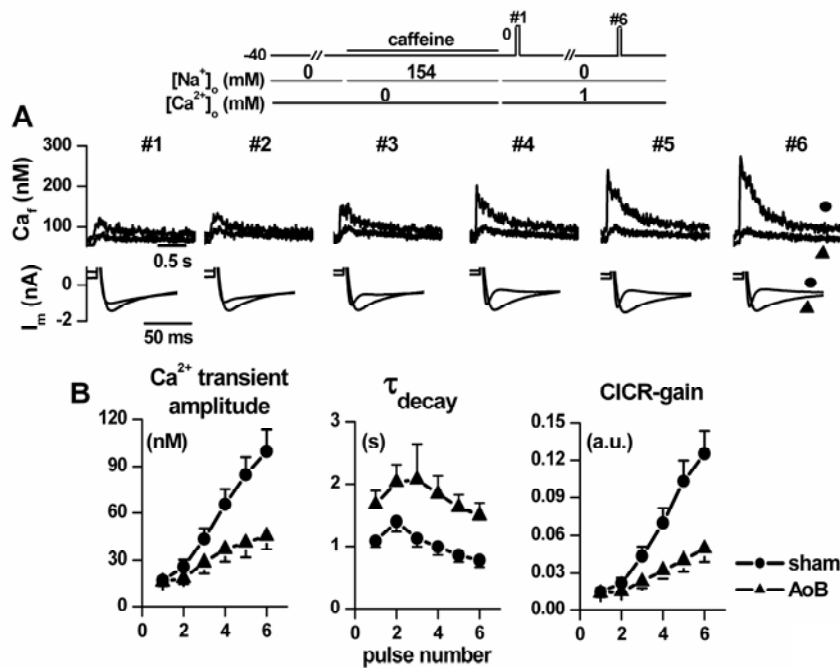 #1
#6
0
-40
caffeine
[Na⁺]ₒ (mM) 0 154 0
[Ca²⁺]ₒ (mM) 0 1
A
#1 #2 #3 #4 #5 #6
Ca_f (nM)
300
200
100
0.5 s
I_m (nA)
0
-2
50 ms
B
Ca²⁺ transient
amplitude
(nM)
120
90
60
30
0
0 2 4 6
τ_decay
(s)
3
2
1
0
0 2 4 6
pulse number
CICR-gain
(a.u.)
0.15
0.12
0.09
0.06
0.03
0.00
0 2 4 6
sham
AoB